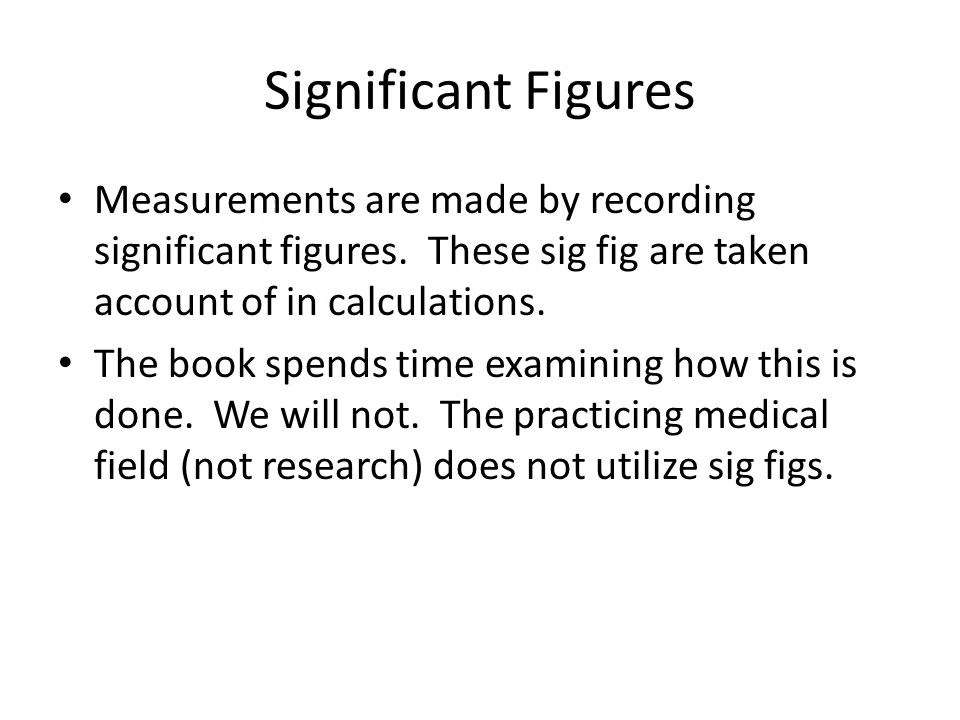 Significant Figures
• Measurements are made by recording
significant figures.  These sig fig are taken
account of in calculations.
• The book spends time examining how this is
done.  We will not.  The practicing medical
field (not research) does not utilize sig figs.